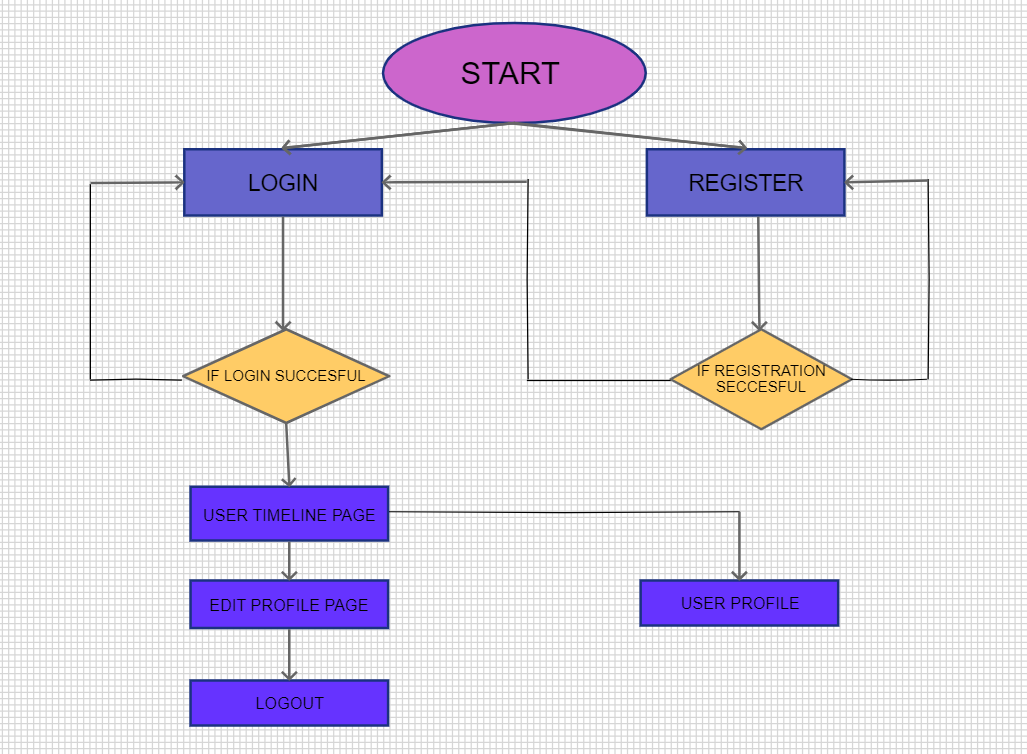 START
LOGIN
REGISTER
IF LOGIN SUCCESFUL
IF REGISTRATION
SECCESFUL
USER TIMELINE PAGE
EDIT PROFILE PAGE
USER PROFILE
LOGOUT